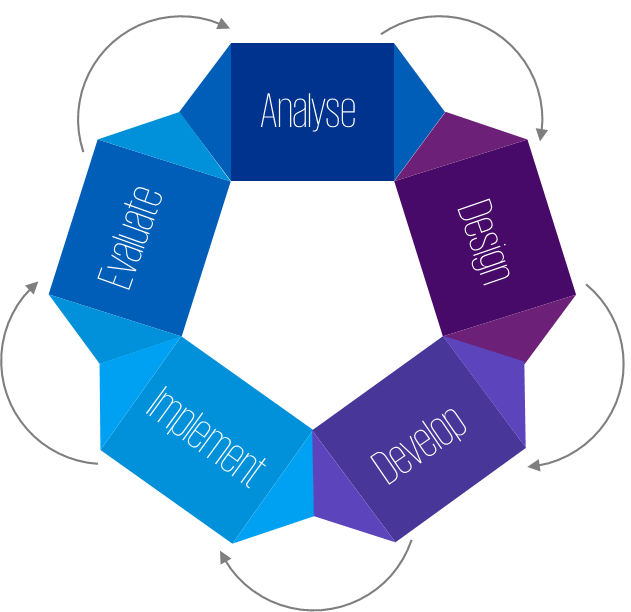 Analyse
Design
Develop
Implement
Evaluate